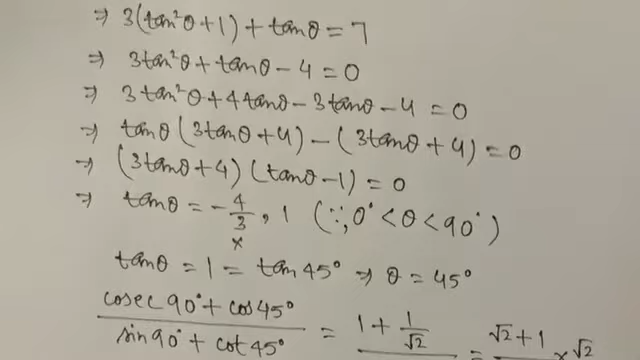 ⇒ 3(tan²θ + 1) + tanθ = 7
⇒ 3tan²θ + tanθ - 4 = 0
⇒ 3tan²θ + 4tanθ - 3tanθ - 4 = 0
⇒ tanθ (3tanθ + 4) - (3tanθ + 4) = 0
⇒ (3tanθ + 4) (tanθ - 1) = 0
⇒ tanθ = -4/3, 1 (∵, 0° < θ < 90°)
×
tanθ = 1 = tan 45° ⇒ θ = 45°
(cosec 90° + cos 45°)/(sin 90° + cot 45°) = 1 + 1/√2 = √2 + 1 × √2